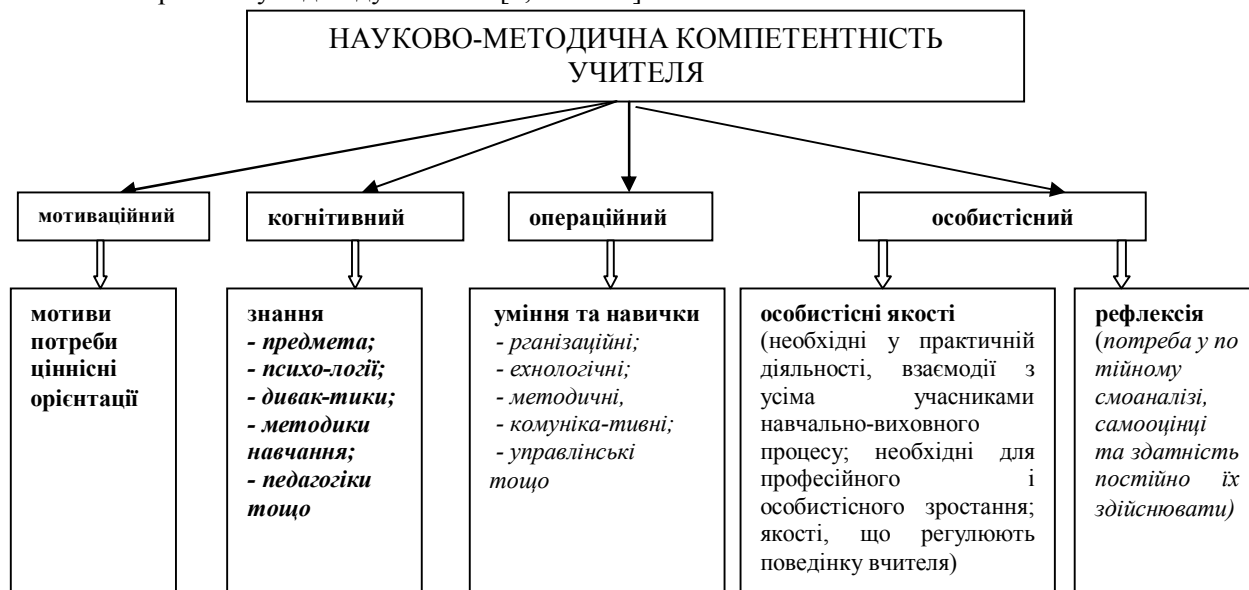 НАУКОВО-МЕТОДИЧНА КОМПЕТЕНТНІСТЬ
УЧИТЕЛЯ
мотиваційний
когнітивний
операційний
особистісний
мотиви
потреби
ціннісні
орієнтації
знання
- предмета;
- психо-логії;
- дивак-тики;
- методики
навчання;
- педагогіки
тощо
уміння та навички
- рганізаційні;
- ехнологічні;
- методичні,
- комуніка-тивні;
- управлінські
тощо
особистісні якості
(необхідні у практичній
діяльності, взаємодії з
усіма учасниками
навчально-виховного
процесу; необхідні для
професійного і
особистісного зростання;
якості, що регулюють
поведінку вчителя)
рефлексія
(потреба у по
тійному
смоаналізі,
самооцінці
та здатність
постійно їх
здійснювати)